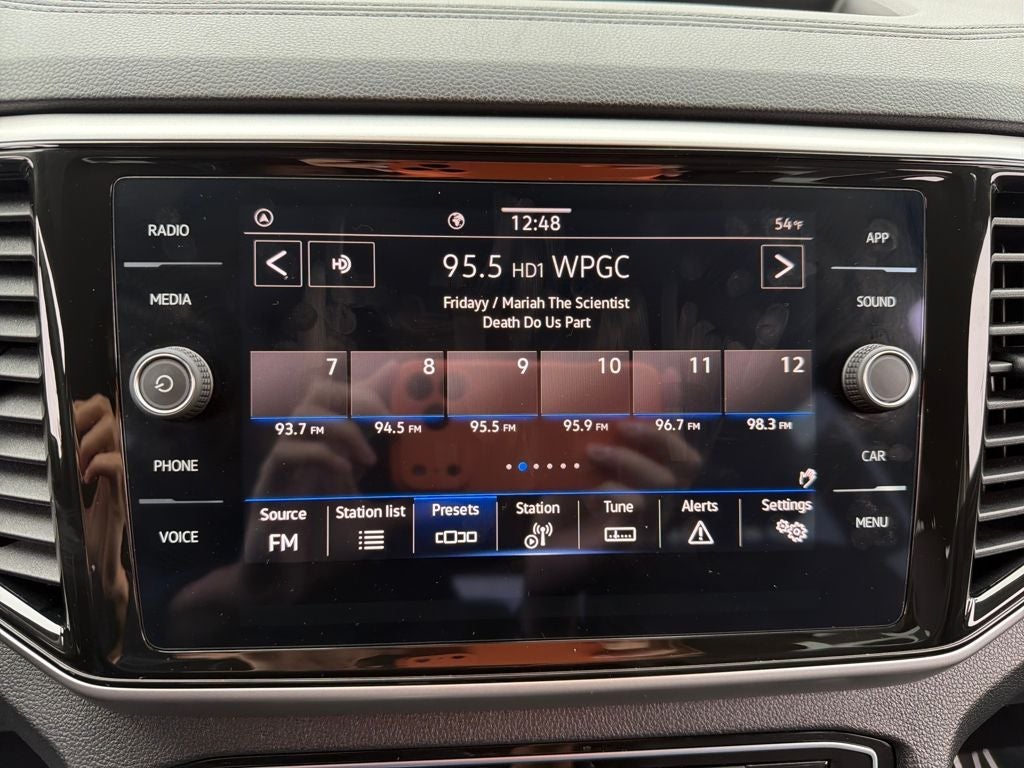 12:48
54°F
RADIO
MEDIA
PHONE
VOICE
APP
SOUND
CAR
MENU
HD
95.5 HD1 WPGC
Fridayy / Mariah The Scientist
Death Do Us Part
7 8 9 10 11 12
93.7 FM 94.5 FM 95.5 FM 95.9 FM 96.7 FM 98.3 FM
Source Station list Presets Station Tune Alerts Settings
FM